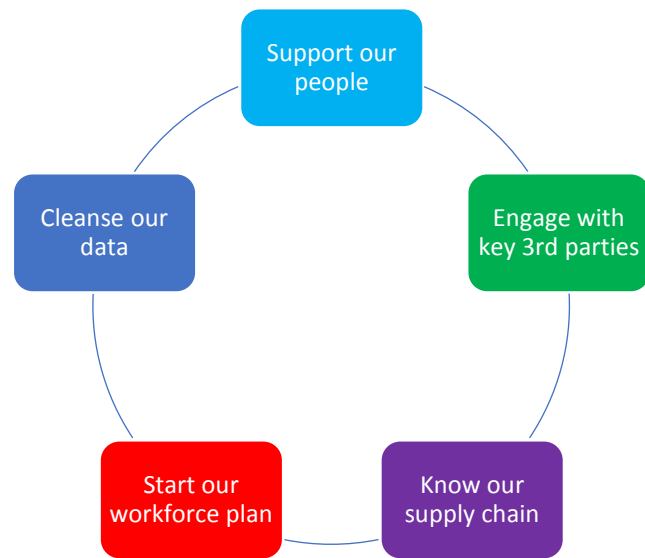 Support our
people
Engage with
key 3rd parties
Know our
supply chain
Start our
workforce plan
Cleanse our
data